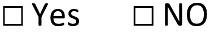 □ Yes □ NO